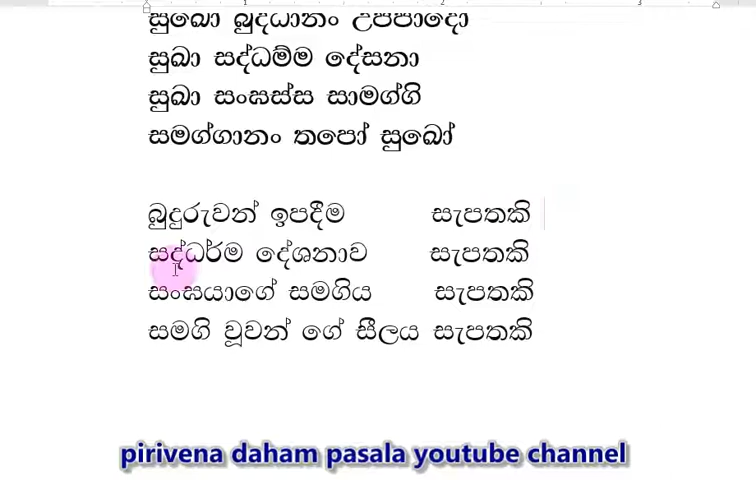 සුඛො බුද්ධානං උප්පාදො
සුඛා සද්ධම්ම දේසනා
සුඛා සංඝස්ස සාමග්ගි
සමග්ගානං තපෝ සුඛෝ
බුදුරුවන් ඉපදීම සැපතකි
සද්ධර්ම දේශනාව සැපතකි
සංඝයාගේ සමගිය සැපතකි
සමගි වූවන් ගේ සීලය සැපතකි
pirivena daham pasala youtube channel